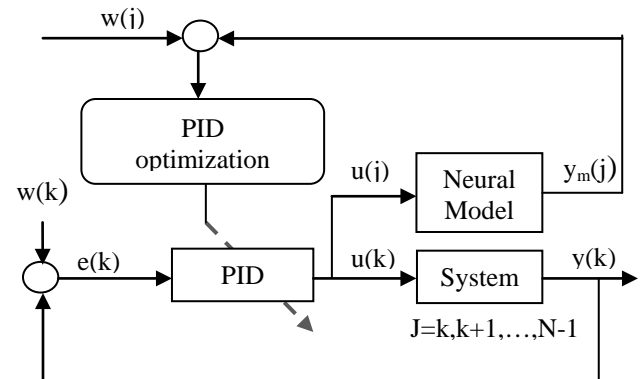 w(j)
PID
optimization
w(k)
u(j)
Neural
Model
yₘ(j)
e(k)
PID
u(k)
System
y(k)
J=k,k+1,…,N-1